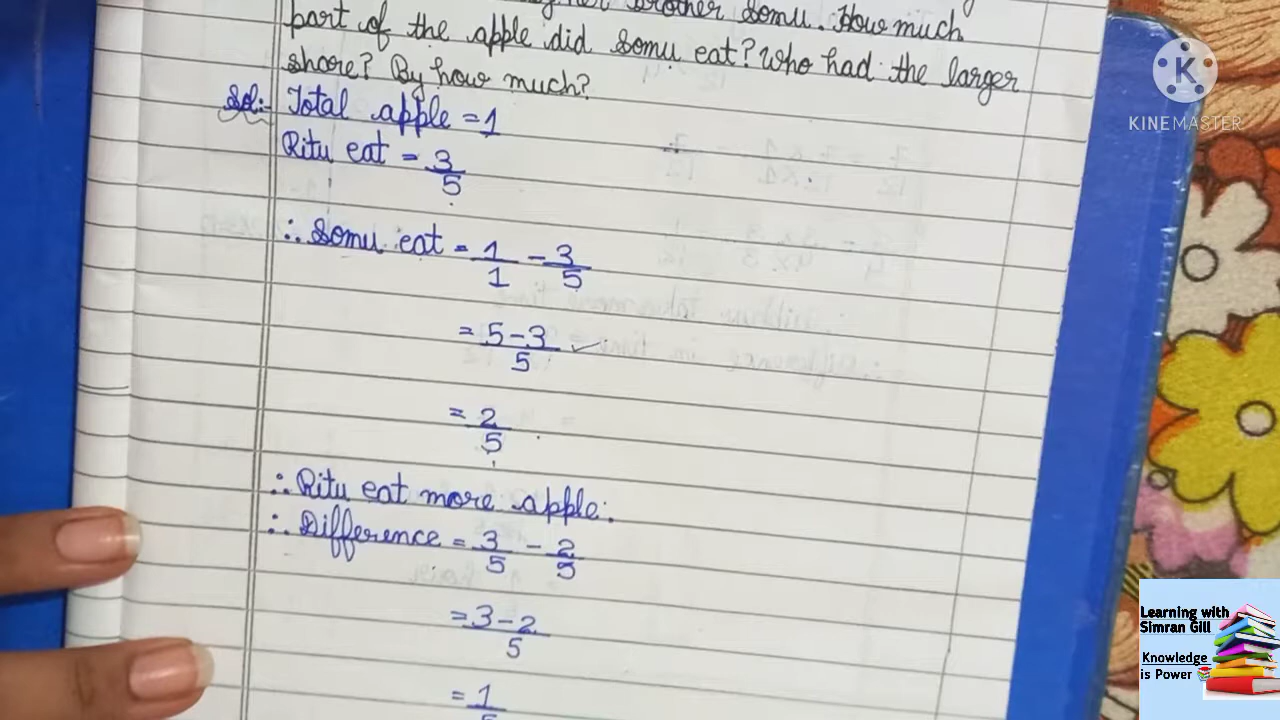 brother Somu. How much
part of the apple did Somu eat? Who had the larger
share? By how much?
Sol:- Total apple = 1
Ritu eat = 3/5
∴ Somu eat = 1/1 - 3/5
= 5-3/5 ✓
= 2/5
∴ Ritu eat more apple.
∴ Difference = 3/5 - 2/5
= 3-2/5
= 1/5
KINEMASTER
Learning with
Simran Gill
Knowledge
is Power